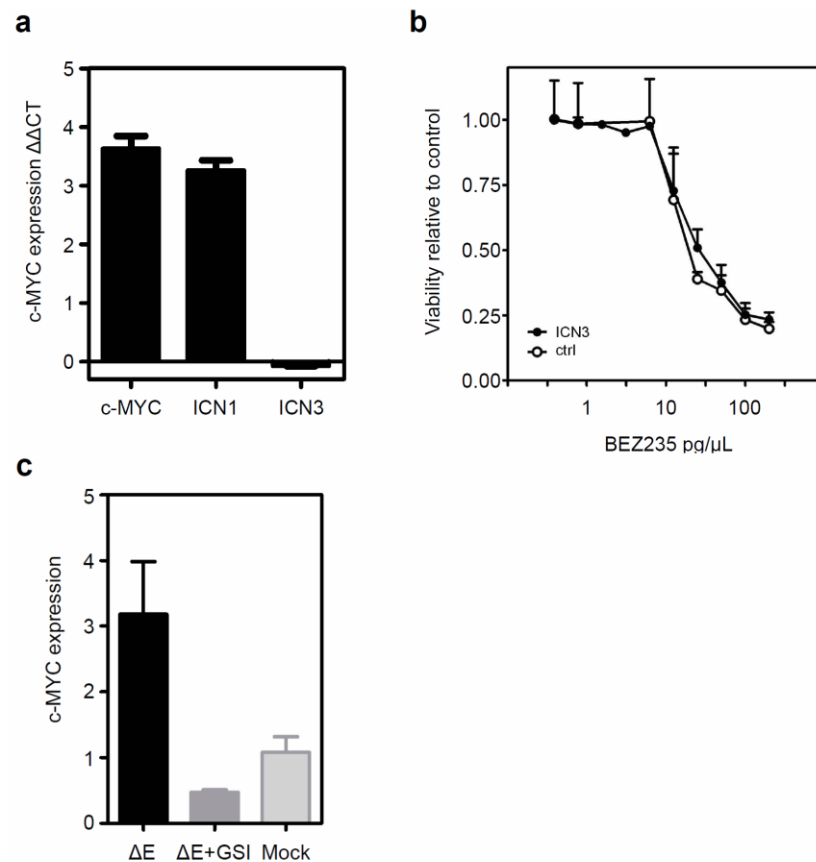 a
c-MYC expression ΔΔCT
5
4
3
2
1
0
c-MYC ICN1 ICN3
b
Viability relative to control
1.00
0.75
0.50
0.25
0.00
ICN3
ctrl
1 10 100
BEZ235 pg/µL
c
c-MYC expression
5
4
3
2
1
0
ΔE ΔE+GSI Mock